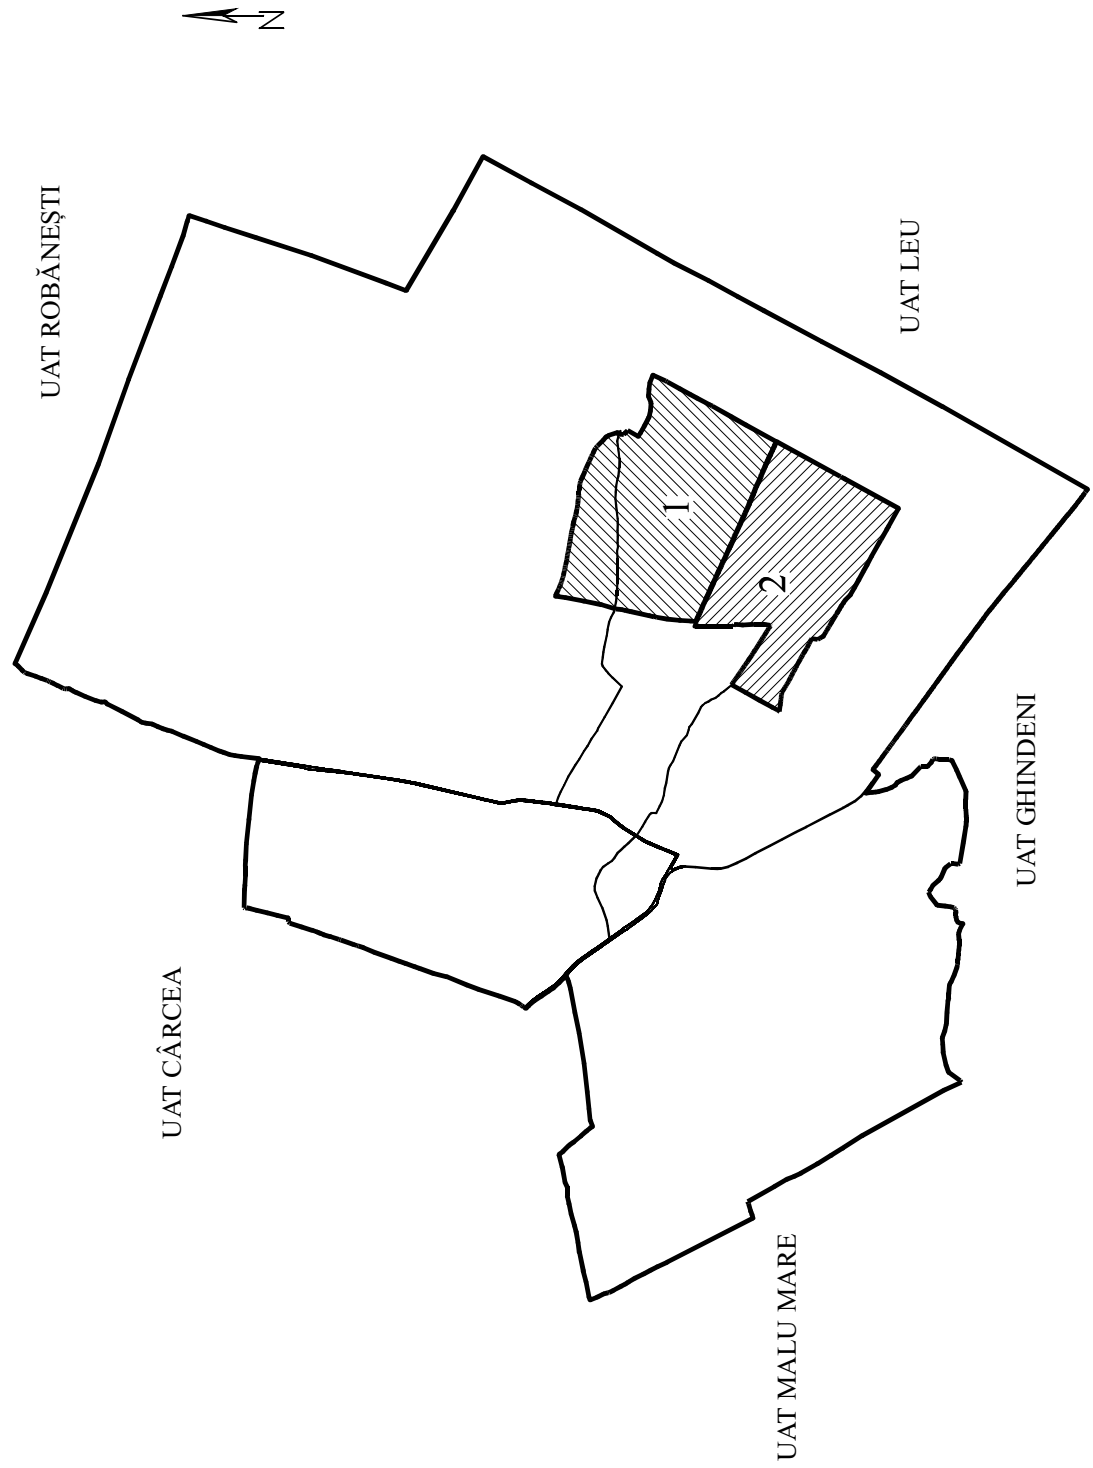 N
UAT ROBĂNEȘTI
UAT LEU
1
2
UAT GHINDENI
UAT CÂRCEA
UAT MALU MARE